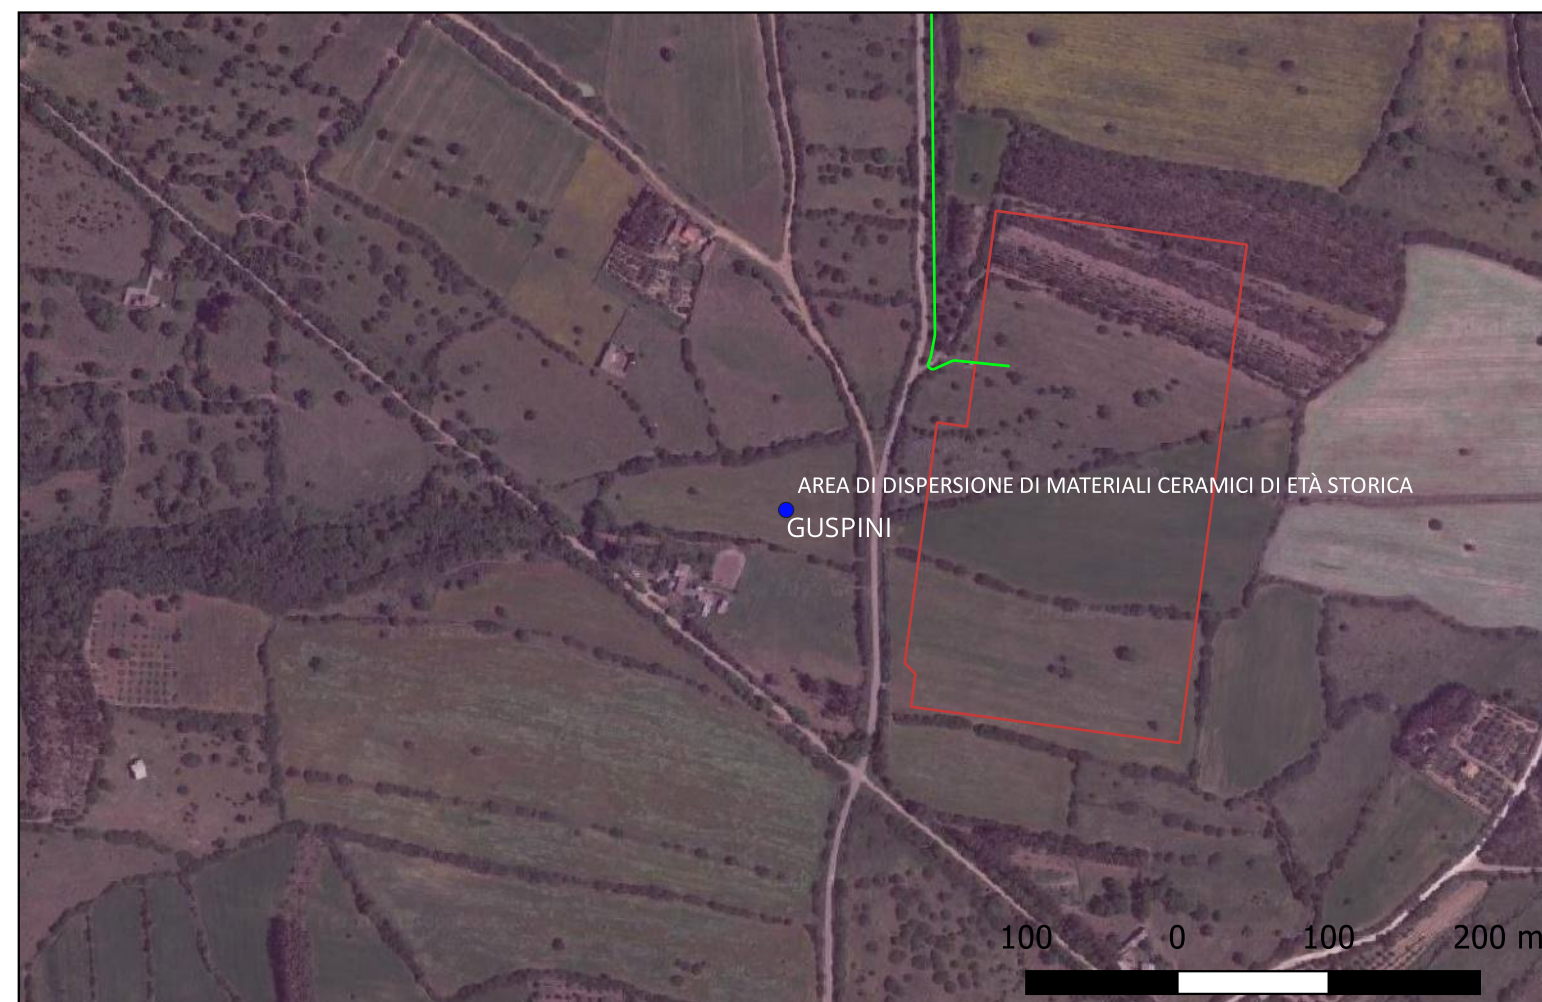 AREA DI DISPERSIONE DI MATERIALI CERAMICI DI ETÀ STORICA
GUSPINI
100 0 100 200 m